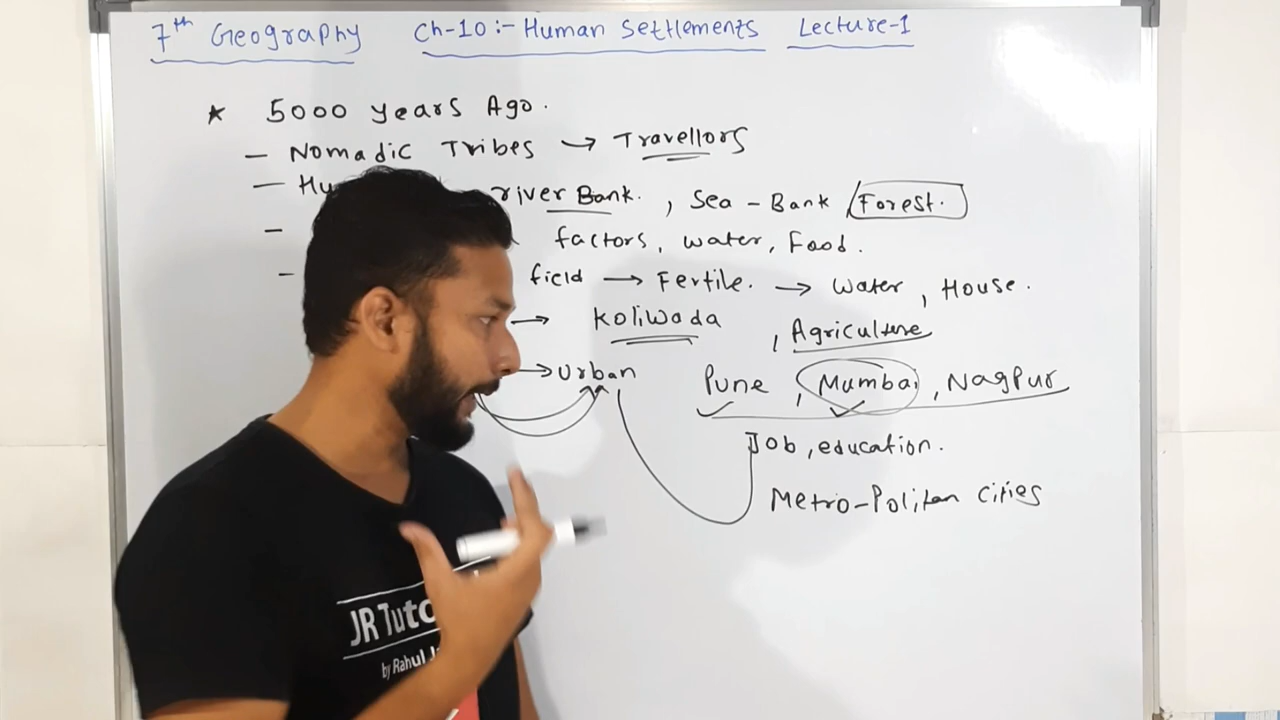 7th Geography Ch-10:- Human Settlements Lecture-1
* 5000 years Ago.
- Nomadic Tribes → Travellors
- river Bank. , Sea - Bank Forest.
- factors, water, Food.
- field → Fertile. → Water , House.
→ Koliwada , Agriculture
→ Urban Pune , Mumbai , Nagpur
Job , education.
Metro-Politan Cities
JR
by Rahul